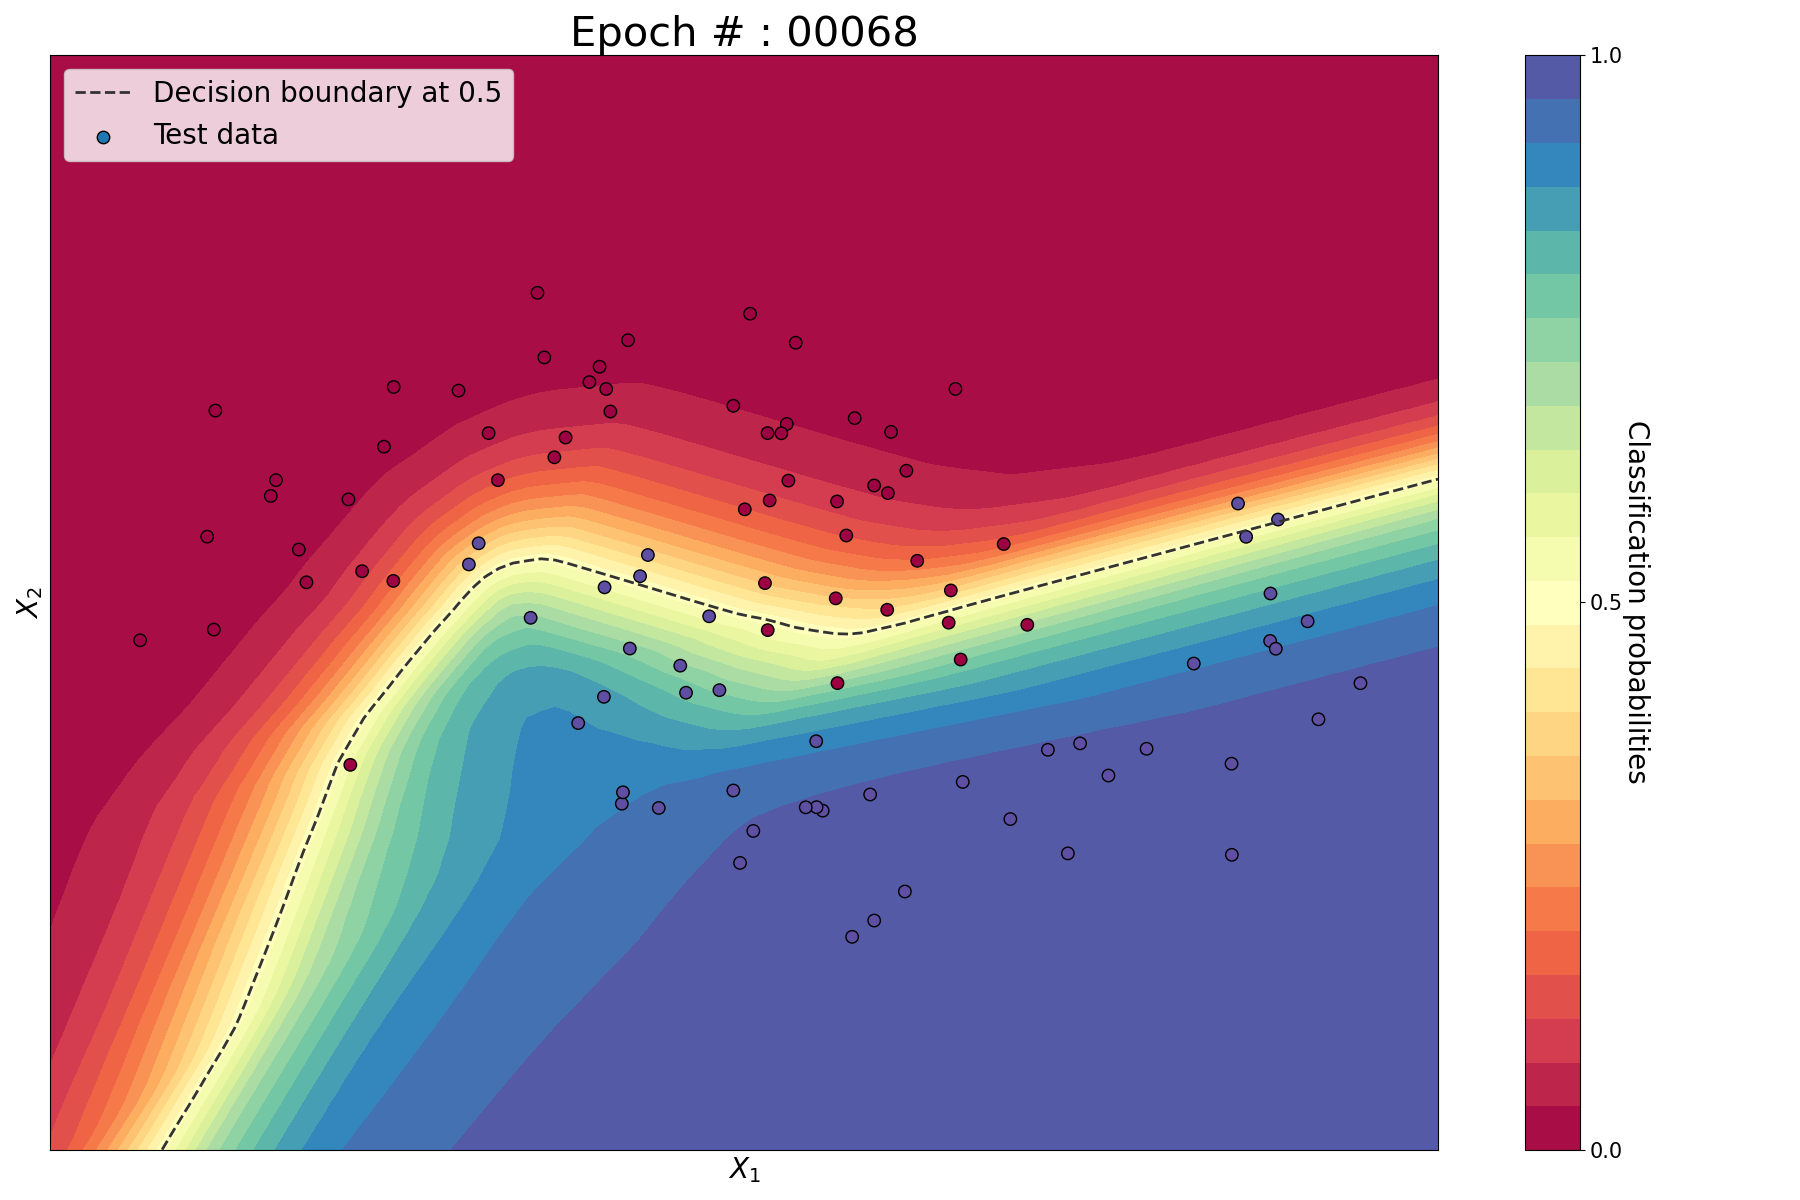 Epoch # : 00068
Decision boundary at 0.5
Test data
X₂
X₁
1.0
0.5
0.0
Classification probabilities